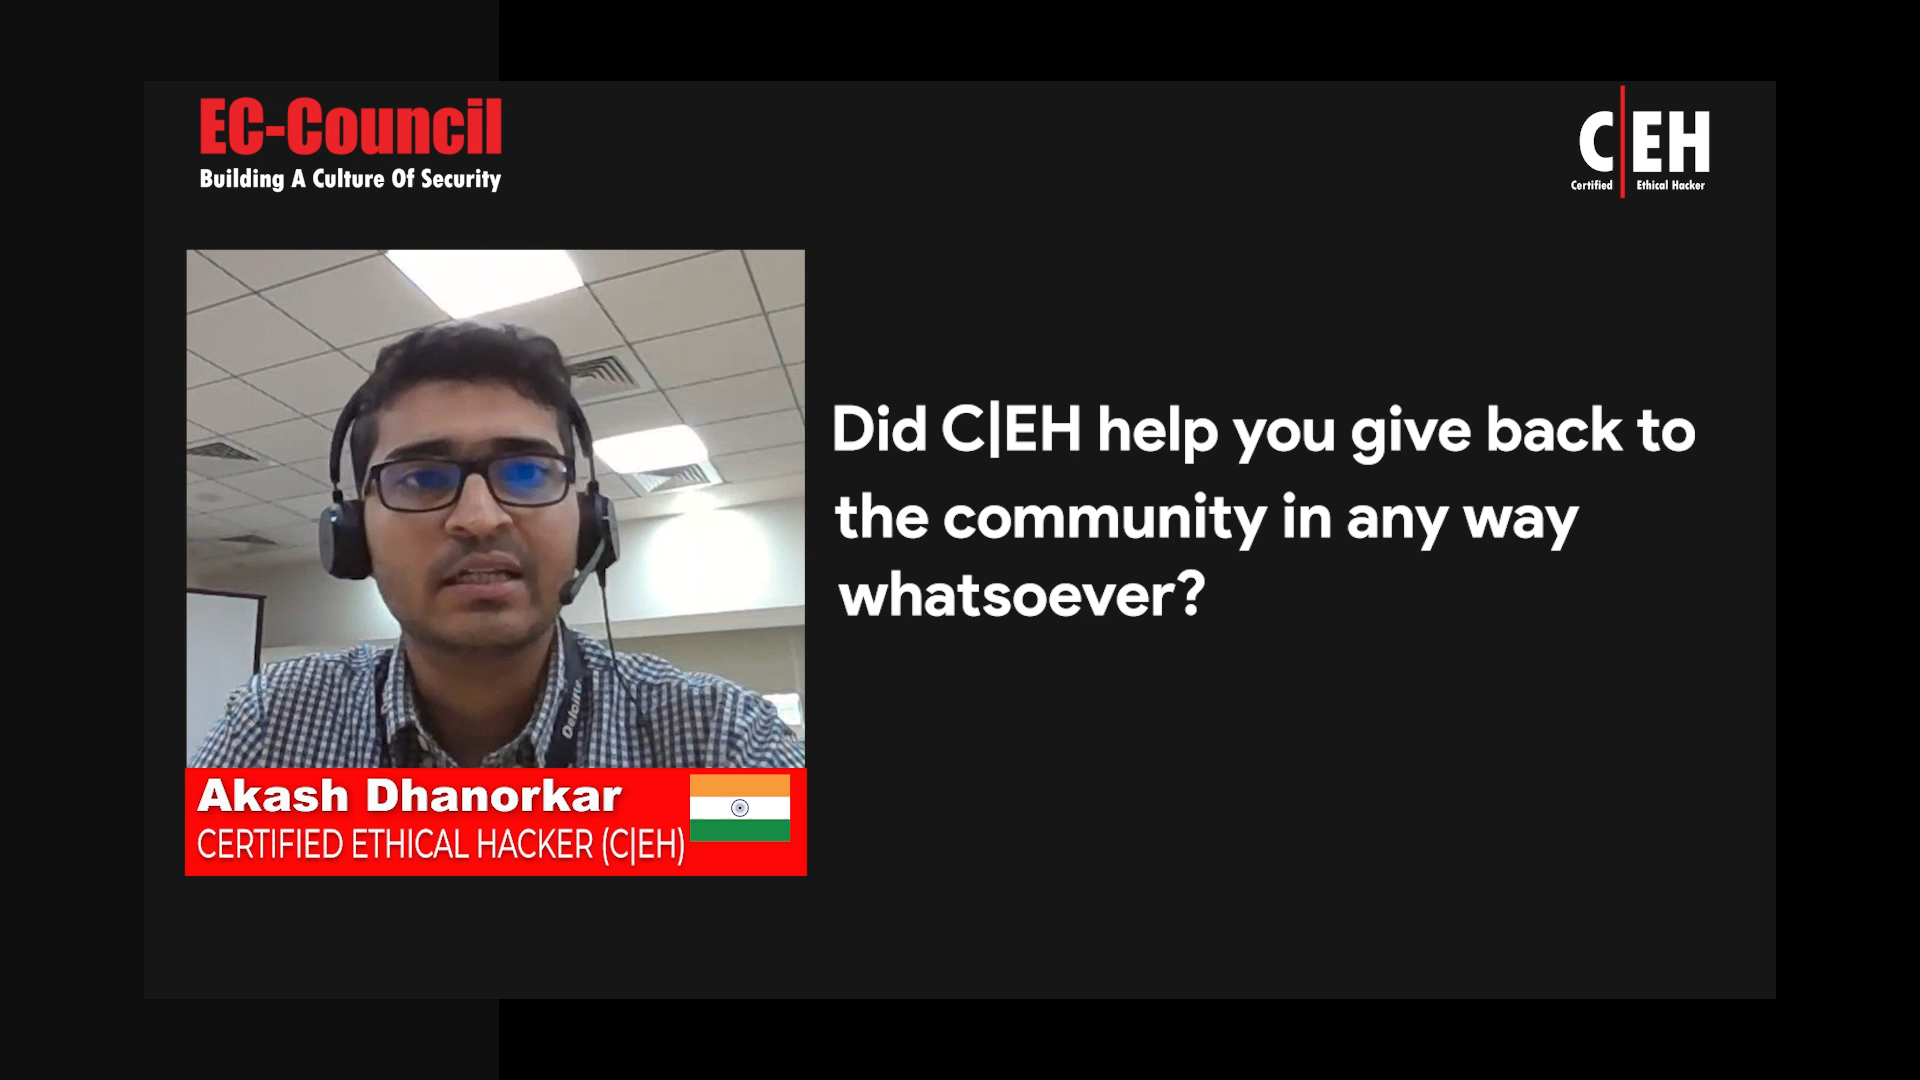 EC-Council
Building A Culture Of Security
C|EH
Certified Ethical Hacker
Did C|EH help you give back to
the community in any way
whatsoever?
Deloitte.
Akash Dhanorkar
CERTIFIED ETHICAL HACKER (C|EH)